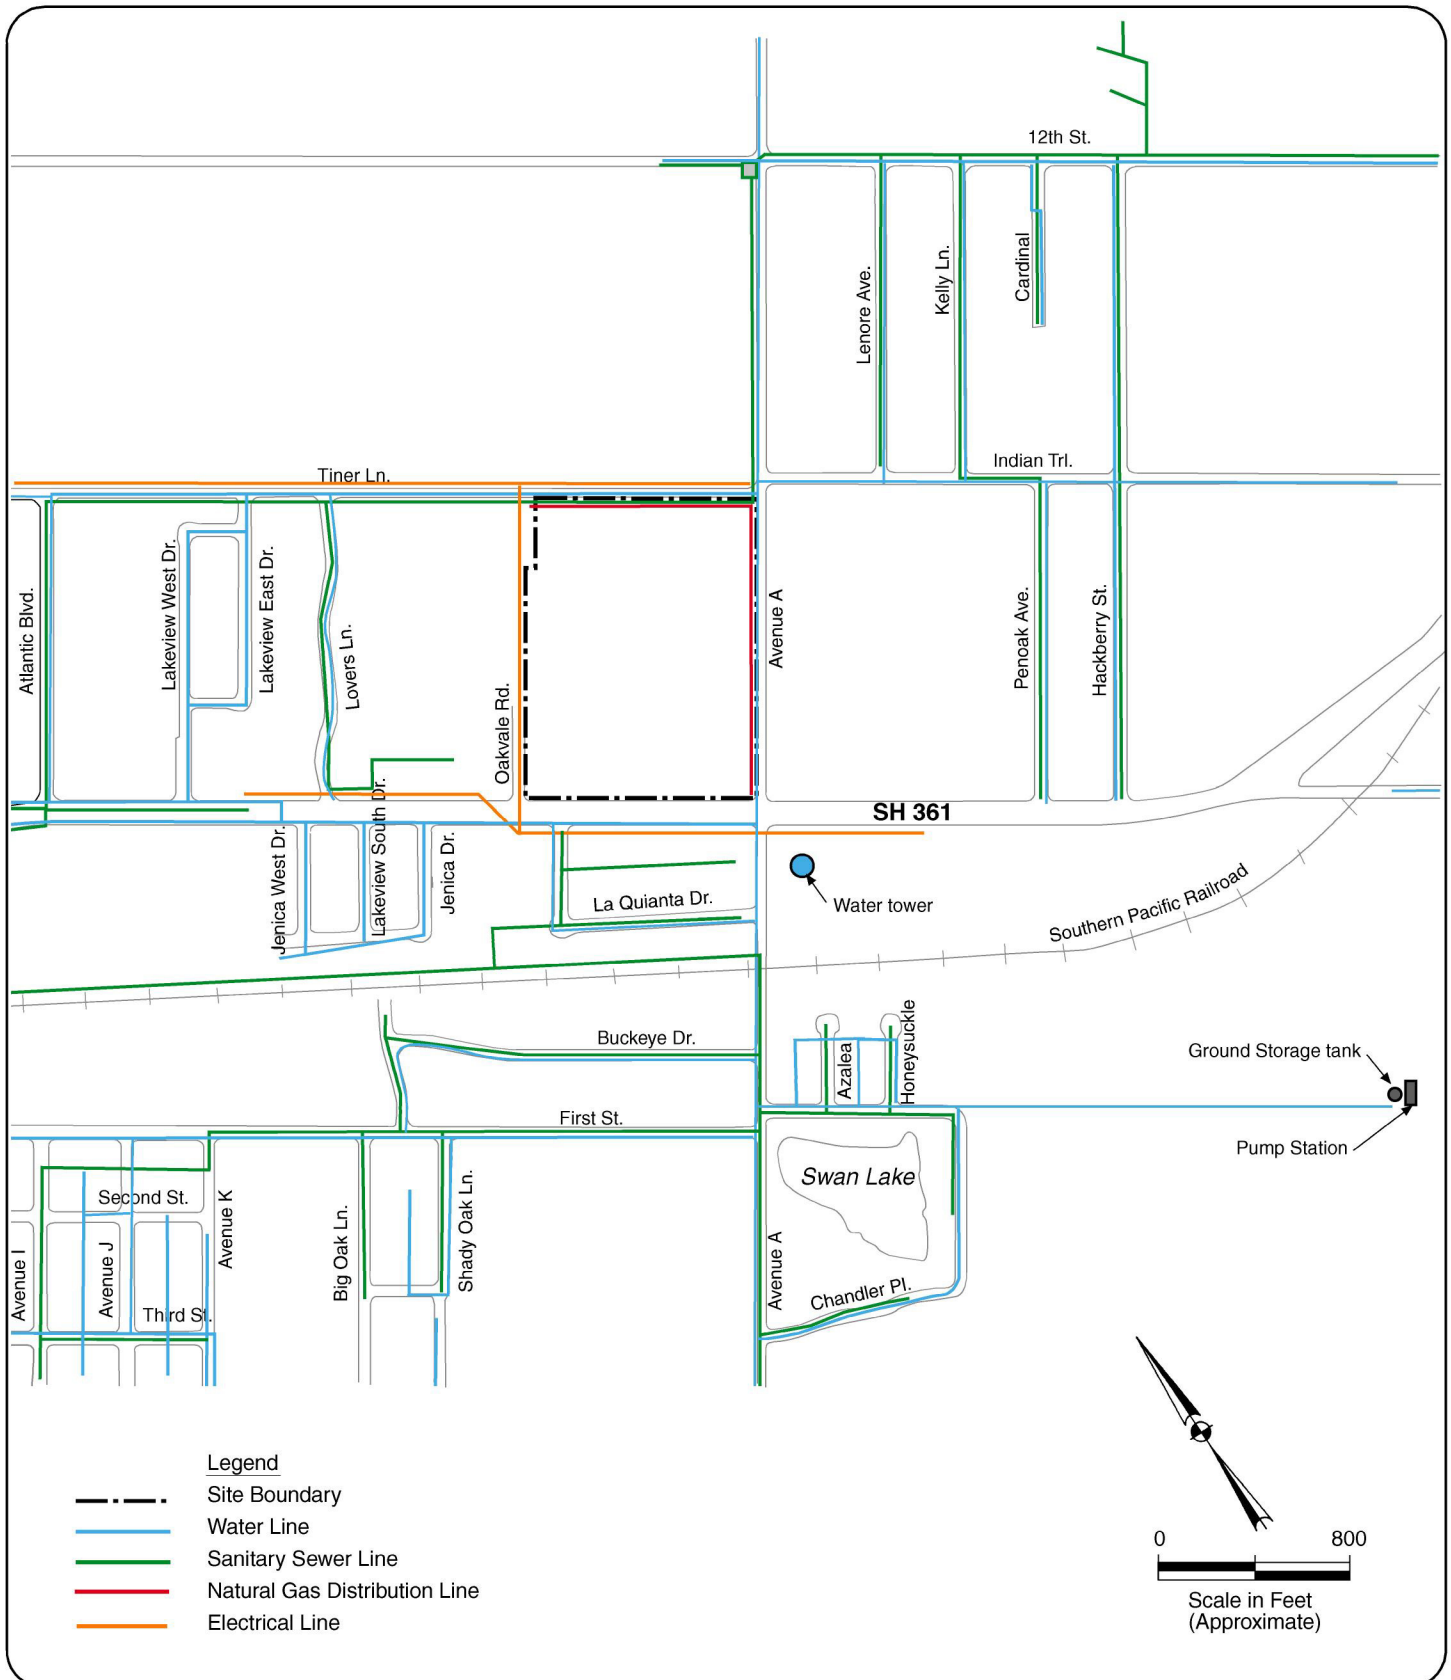 12th St.
Lenore Ave.
Kelly Ln.
Cardinal
Tiner Ln.
Indian Trl.
Atlantic Blvd.
Lakeview West Dr.
Lakeview East Dr.
Lovers Ln.
Oakvale Rd.
Avenue A
Penoak Ave.
Hackberry St.
SH 361
Jenica West Dr.
Lakeview South Dr.
Jenica Dr.
La Quianta Dr.
Water tower
Southern Pacific Railroad
Buckeye Dr.
Azalea
Honeysuckle
Ground Storage tank
First St.
Pump Station
Swan Lake
Second St.
Avenue I
Avenue J
Avenue K
Big Oak Ln.
Shady Oak Ln.
Avenue A
Chandler Pl.
Third St.
Legend
Site Boundary
Water Line
Sanitary Sewer Line
Natural Gas Distribution Line
Electrical Line
0 800
Scale in Feet
(Approximate)